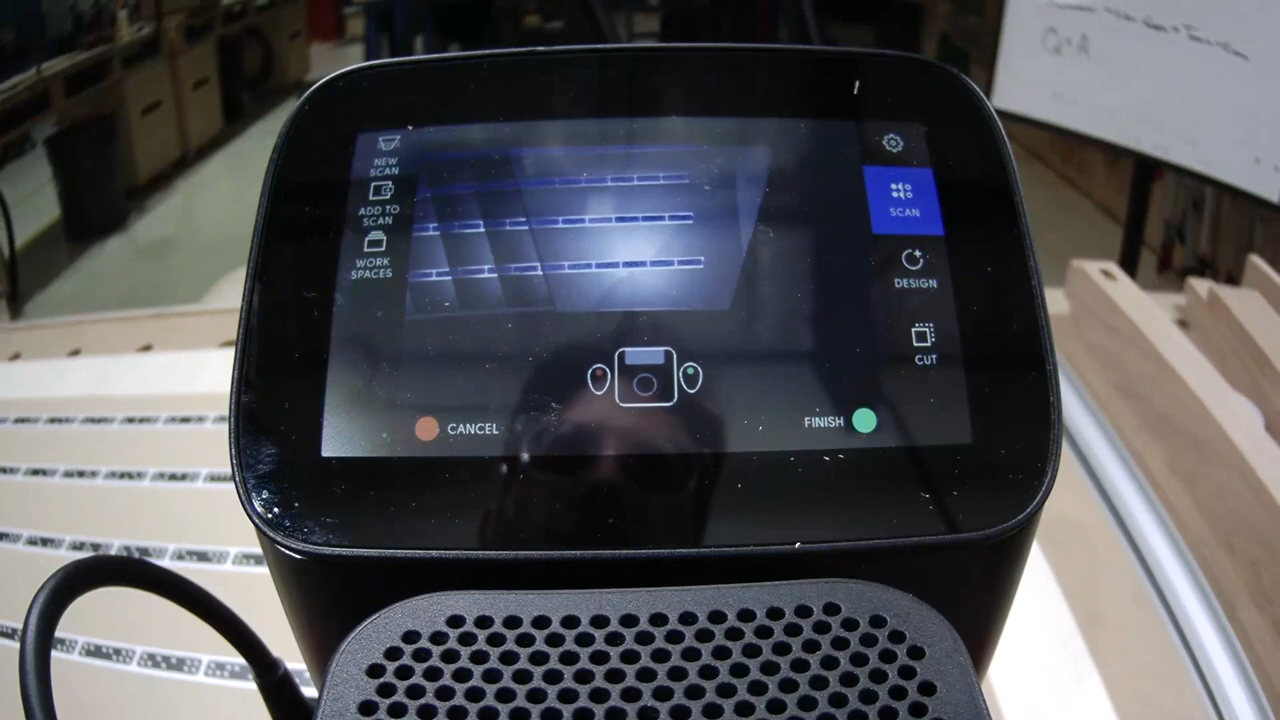 NEW
SCAN
ADD TO
SCAN
WORK
SPACES
SCAN
DESIGN
CUT
CANCEL
FINISH
Q+A